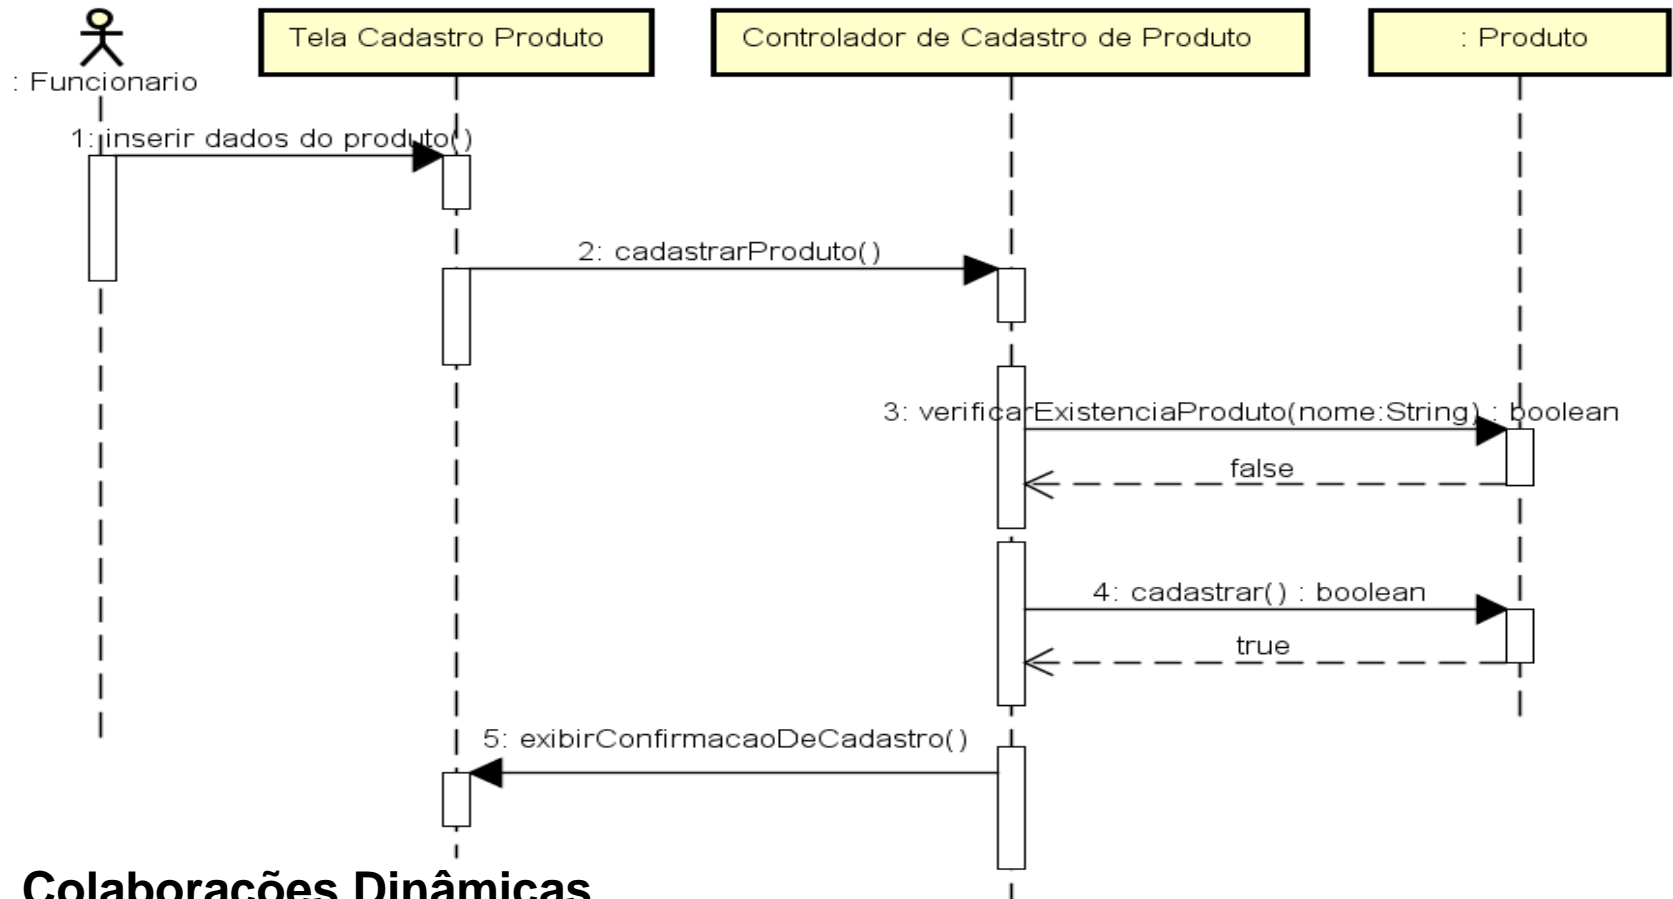 Tela Cadastro Produto
Controlador de Cadastro de Produto
: Produto
: Funcionario
1: inserir dados do produto()
2: cadastrarProduto()
3: verificarExistenciaProduto(nome:String) : boolean
false
4: cadastrar() : boolean
true
5: exibirConfirmacaoDeCadastro()
Colaborações Dinâmicas